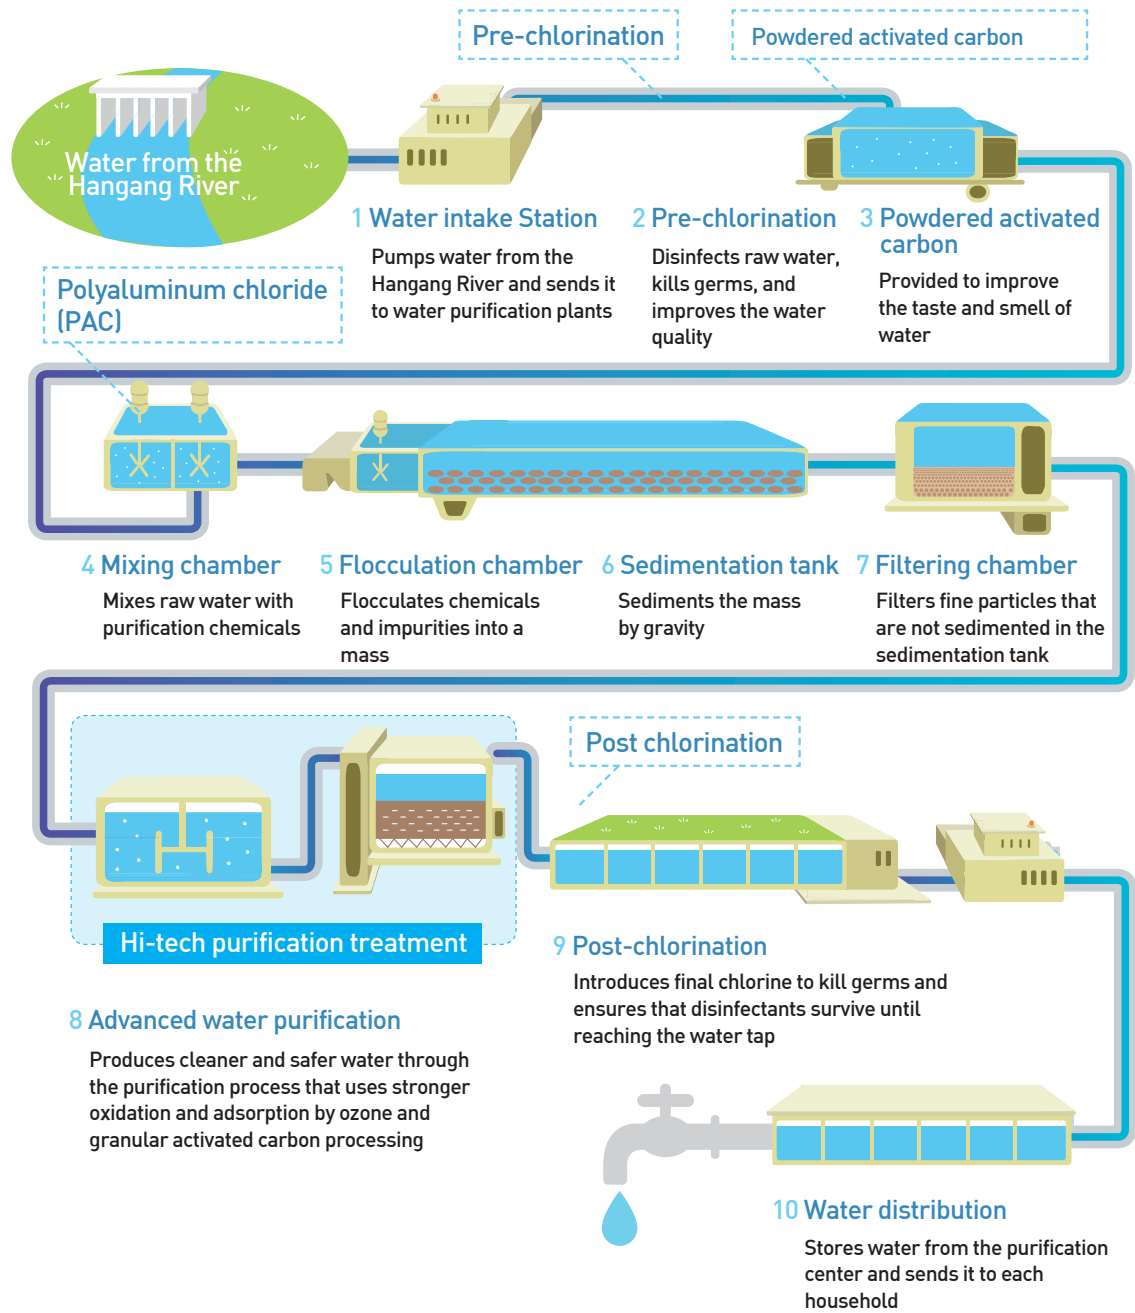 Pre-chlorination
Powdered activated carbon
Water from the
Hangang River
1 Water intake Station
Pumps water from the
Hangang River and sends it
to water purification plants
2 Pre-chlorination
Disinfects raw water,
kills germs, and
improves the water
quality
3 Powdered activated
carbon
Provided to improve
the taste and smell of
water
Polyaluminum chloride
(PAC)
4 Mixing chamber
Mixes raw water with
purification chemicals
5 Flocculation chamber
Flocculates chemicals
and impurities into a
mass
6 Sedimentation tank
Sediments the mass
by gravity
7 Filtering chamber
Filters fine particles that
are not sedimented in the
sedimentation tank
Hi-tech purification treatment
8 Advanced water purification
Produces cleaner and safer water through
the purification process that uses stronger
oxidation and adsorption by ozone and
granular activated carbon processing
Post chlorination
9 Post-chlorination
Introduces final chlorine to kill germs and
ensures that disinfectants survive until
reaching the water tap
10 Water distribution
Stores water from the purification
center and sends it to each
household